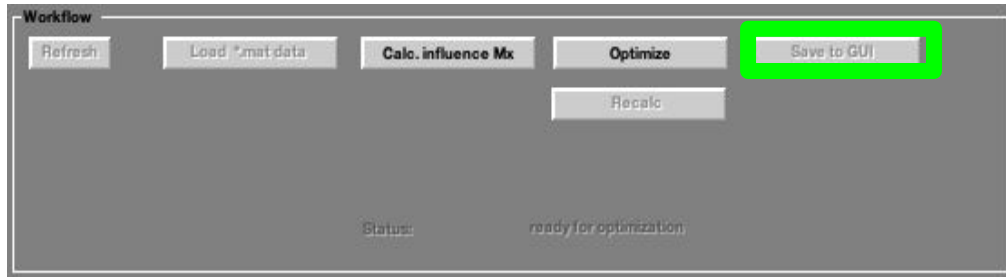 Workflow
Refresh
Load *.mat data
Calc. influence Mx
Optimize
Save to GUI
Recalc
Status:
ready for optimization